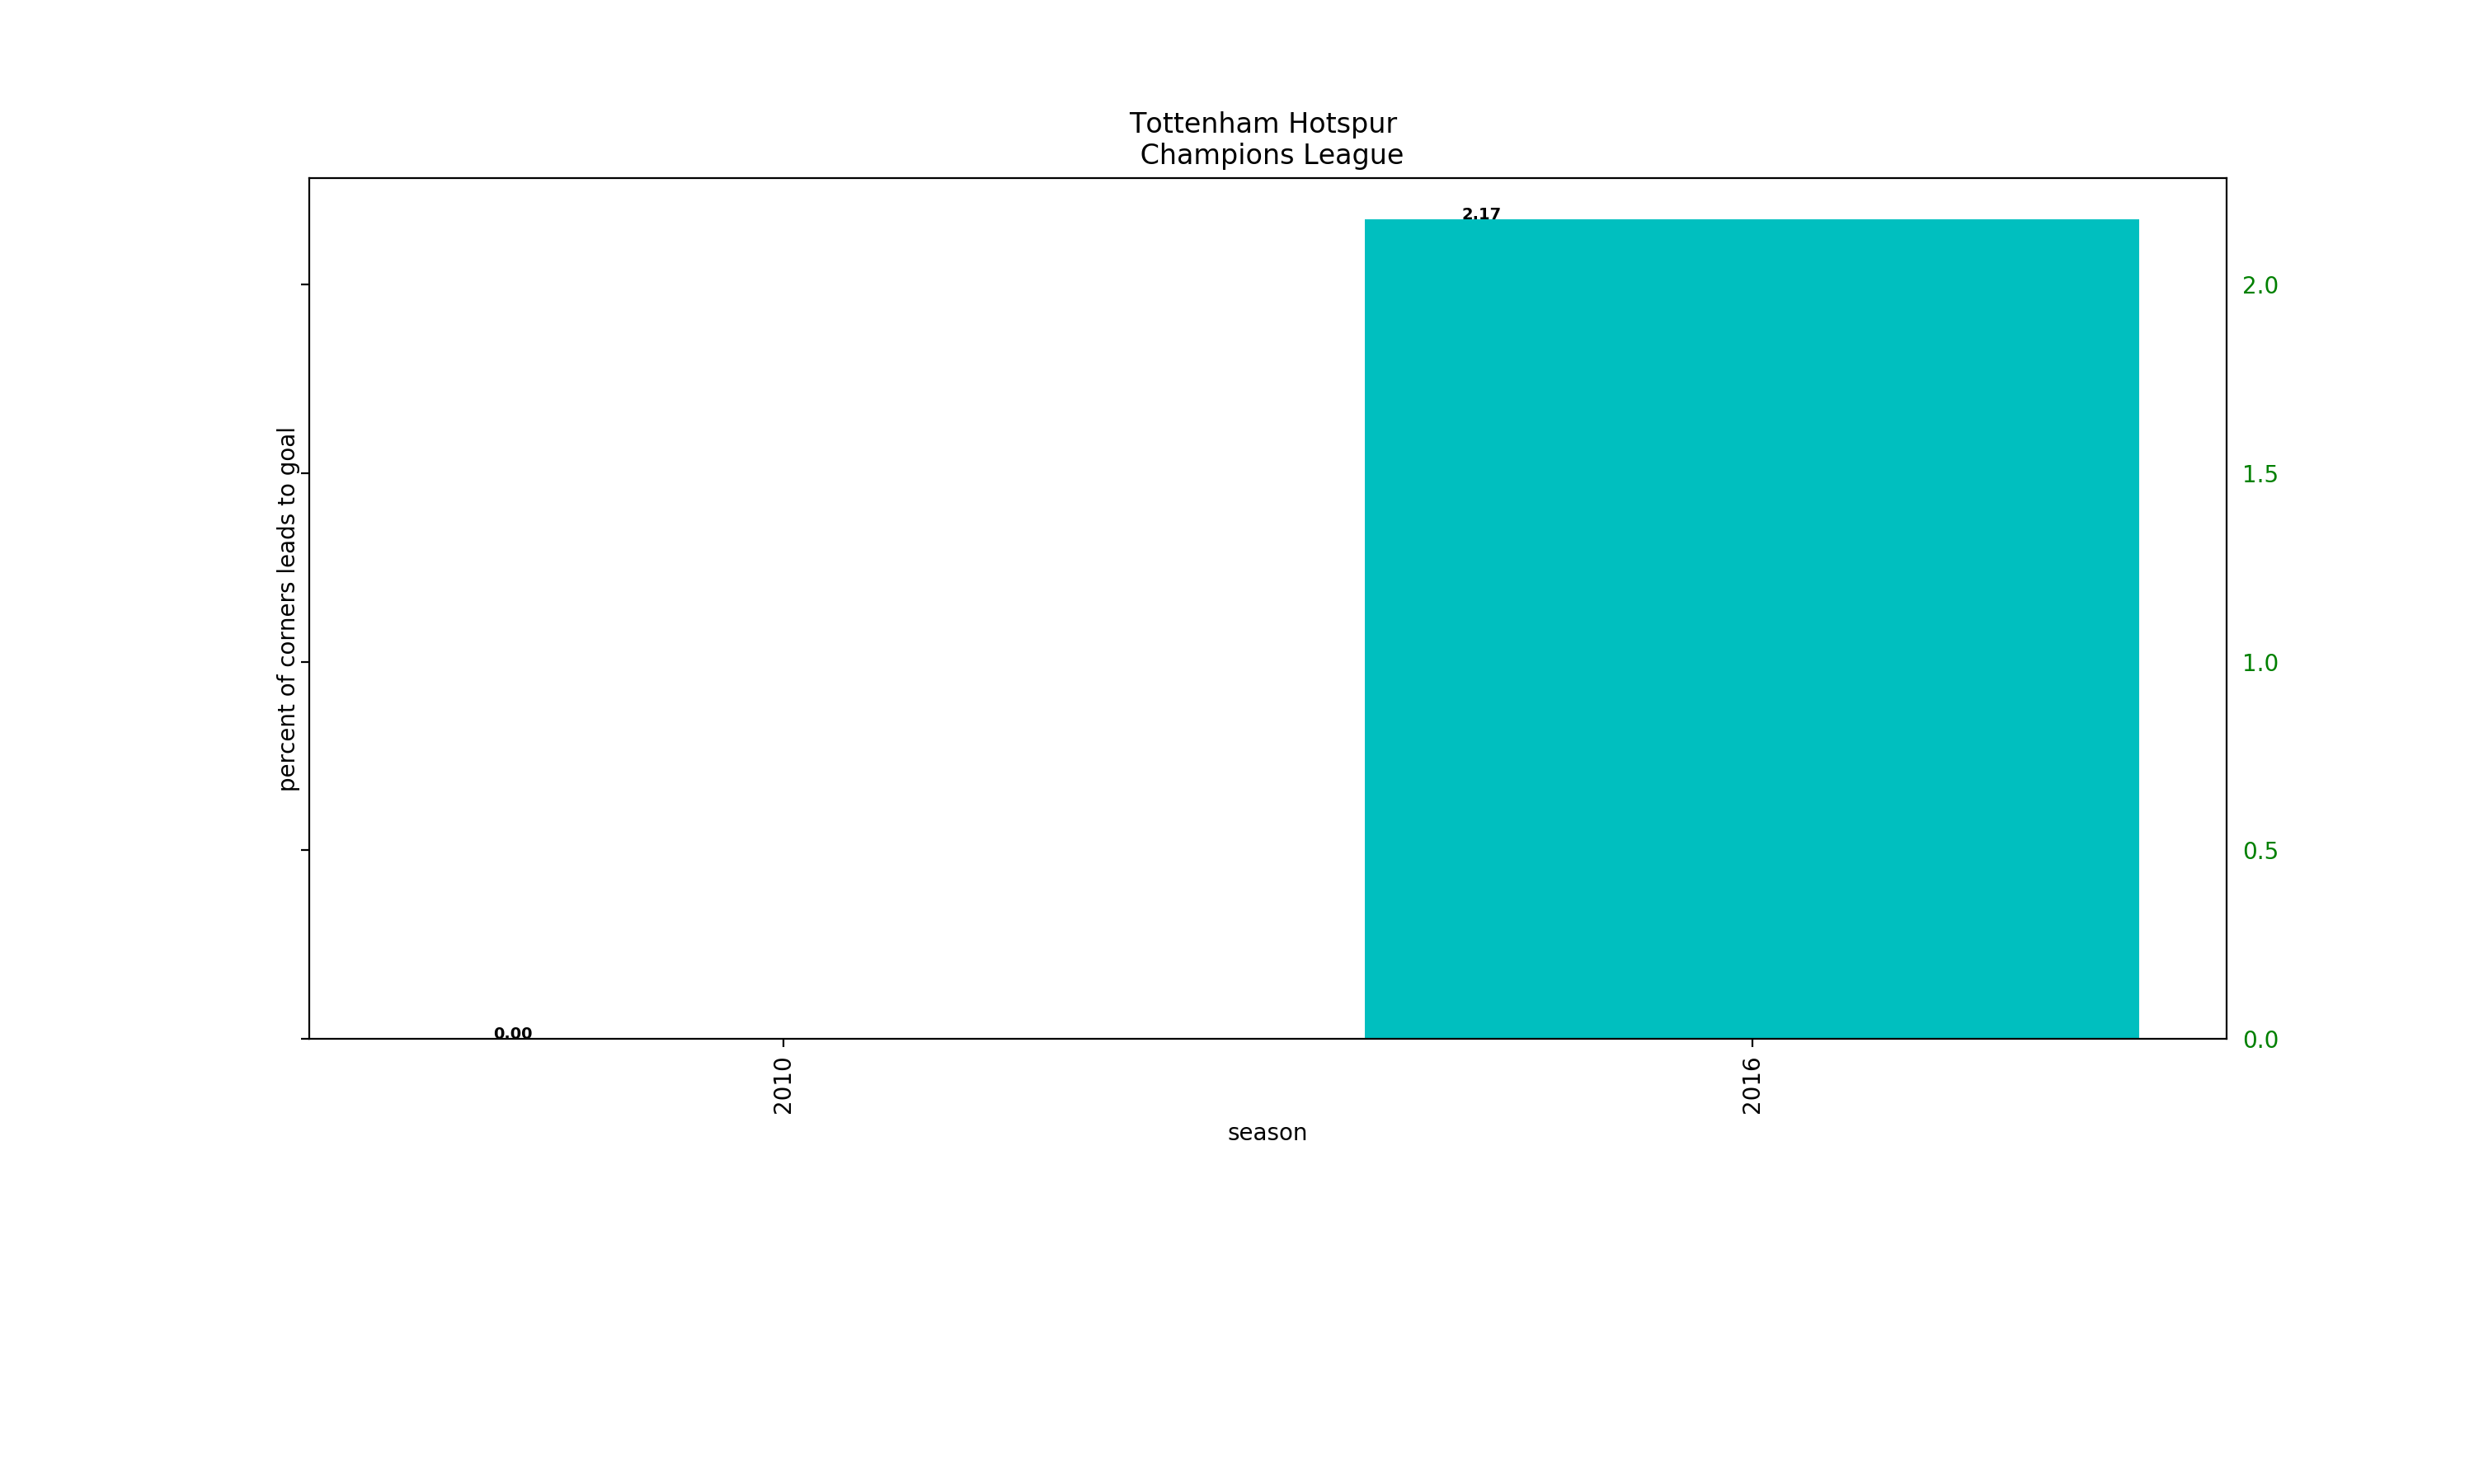 Tottenham Hotspur
Champions League
percent of corners leads to goal
2.17
0.00
2.0
1.5
1.0
0.5
0.0
2010
2016
season